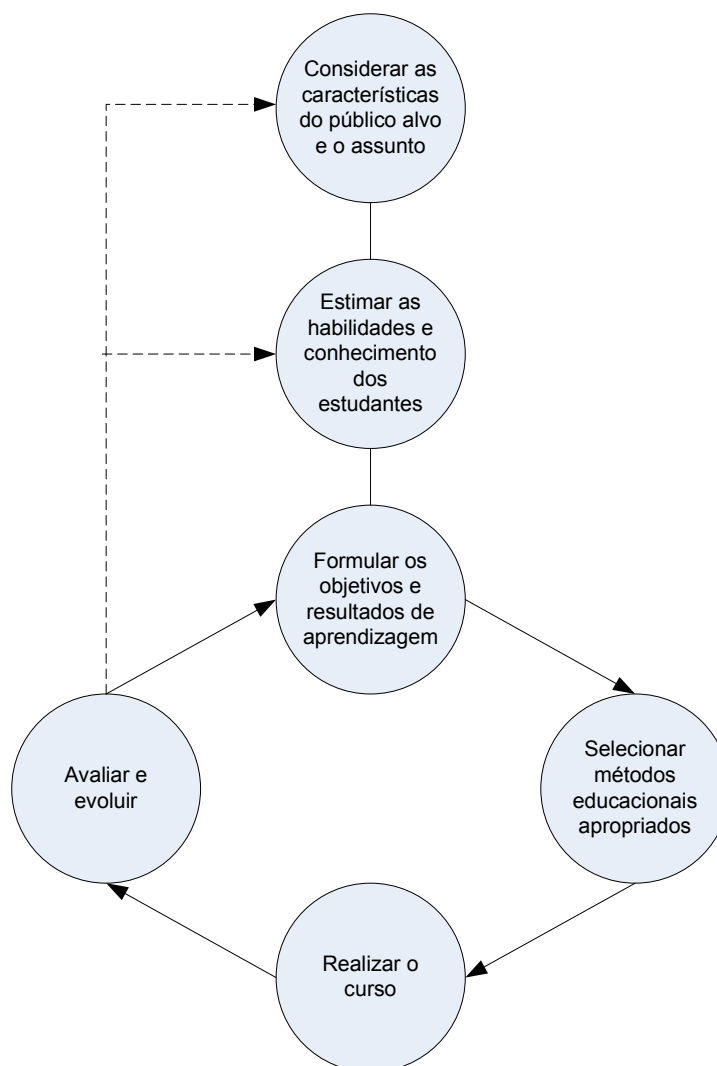 Considerar as
características
do público alvo
e o assunto
Estimar as
habilidades e
conhecimento
dos
estudantes
Formular os
objetivos e
resultados de
aprendizagem
Avaliar e
evoluir
Selecionar
métodos
educacionais
apropriados
Realizar o
curso